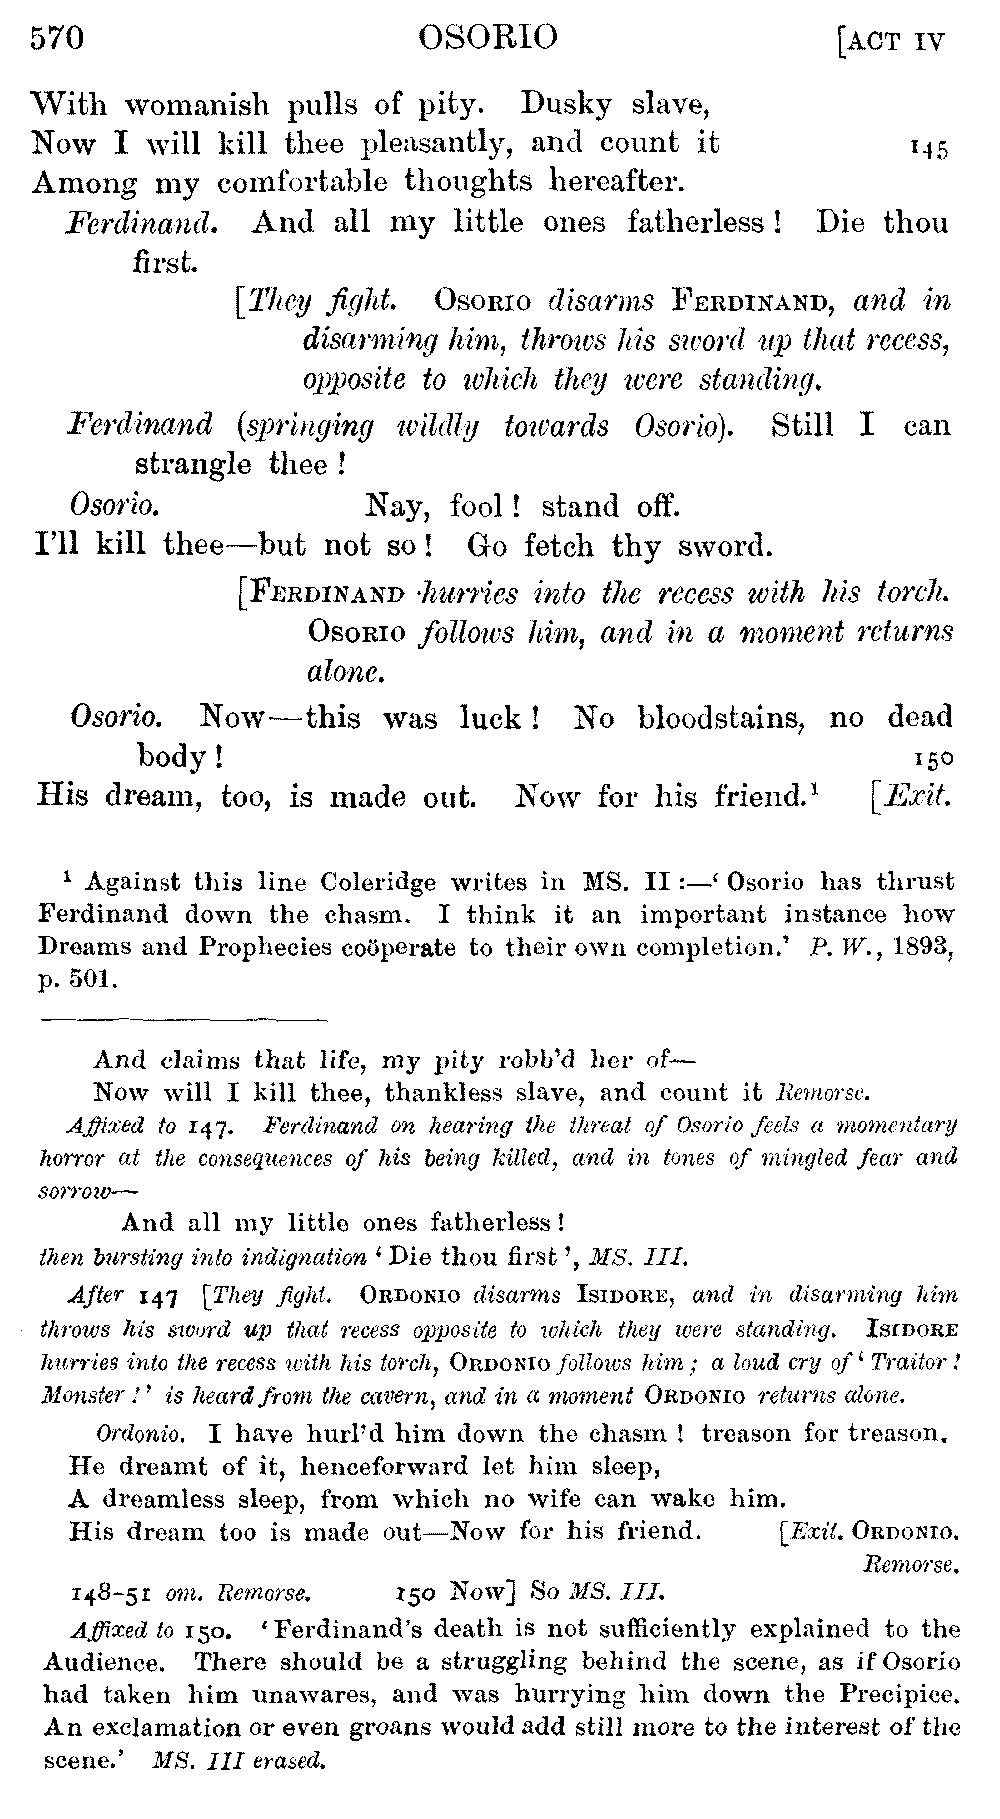 570 OSORIO [ACT IV
With womanish pulls of pity. Dusky slave,
Now I will kill thee pleasantly, and count it 145
Among my comfortable thoughts hereafter.
Ferdinand. And all my little ones fatherless! Die thou
first.
[They fight. OSORIO disarms FERDINAND, and in
disarming him, throws his sword up that recess,
opposite to which they were standing.
Ferdinand (springing wildly towards Osorio). Still I can
strangle thee!
Osorio. Nay, fool! stand off.
I'll kill thee—but not so! Go fetch thy sword.
[FERDINAND hurries into the recess with his torch.
OSORIO follows him, and in a moment returns
alone.
Osorio. Now—this was luck! No bloodstains, no dead
body! 150
His dream, too, is made out. Now for his friend.¹ [Exit.
¹ Against this line Coleridge writes in MS. II:—‘Osorio has thrust
Ferdinand down the chasm. I think it an important instance how
Dreams and Prophecies coöperate to their own completion.’ P. W., 1893,
p. 501.
And claims that life, my pity robb'd her of—
Now will I kill thee, thankless slave, and count it Remorse.
Affixed to 147. Ferdinand on hearing the threat of Osorio feels a momentary
horror at the consequences of his being killed, and in tones of mingled fear and
sorrow—
And all my little ones fatherless!
then bursting into indignation ‘Die thou first’, MS. III.
After 147 [They fight. ORDONIO disarms ISIDORE, and in disarming him
throws his sword up that recess opposite to which they were standing. ISIDORE
hurries into the recess with his torch, ORDONIO follows him; a loud cry of ‘Traitor!
Monster!’ is heard from the cavern, and in a moment ORDONIO returns alone.
Ordonio. I have hurl'd him down the chasm! treason for treason.
He dreamt of it, henceforward let him sleep,
A dreamless sleep, from which no wife can wake him.
His dream too is made out—Now for his friend. [Exit. ORDONIO.
Remorse.
148-51 om. Remorse. 150 Now] So MS. III.
Affixed to 150. ‘Ferdinand's death is not sufficiently explained to the
Audience. There should be a struggling behind the scene, as if Osorio
had taken him unawares, and was hurrying him down the Precipice.
An exclamation or even groans would add still more to the interest of the
scene.’ MS. III erased.